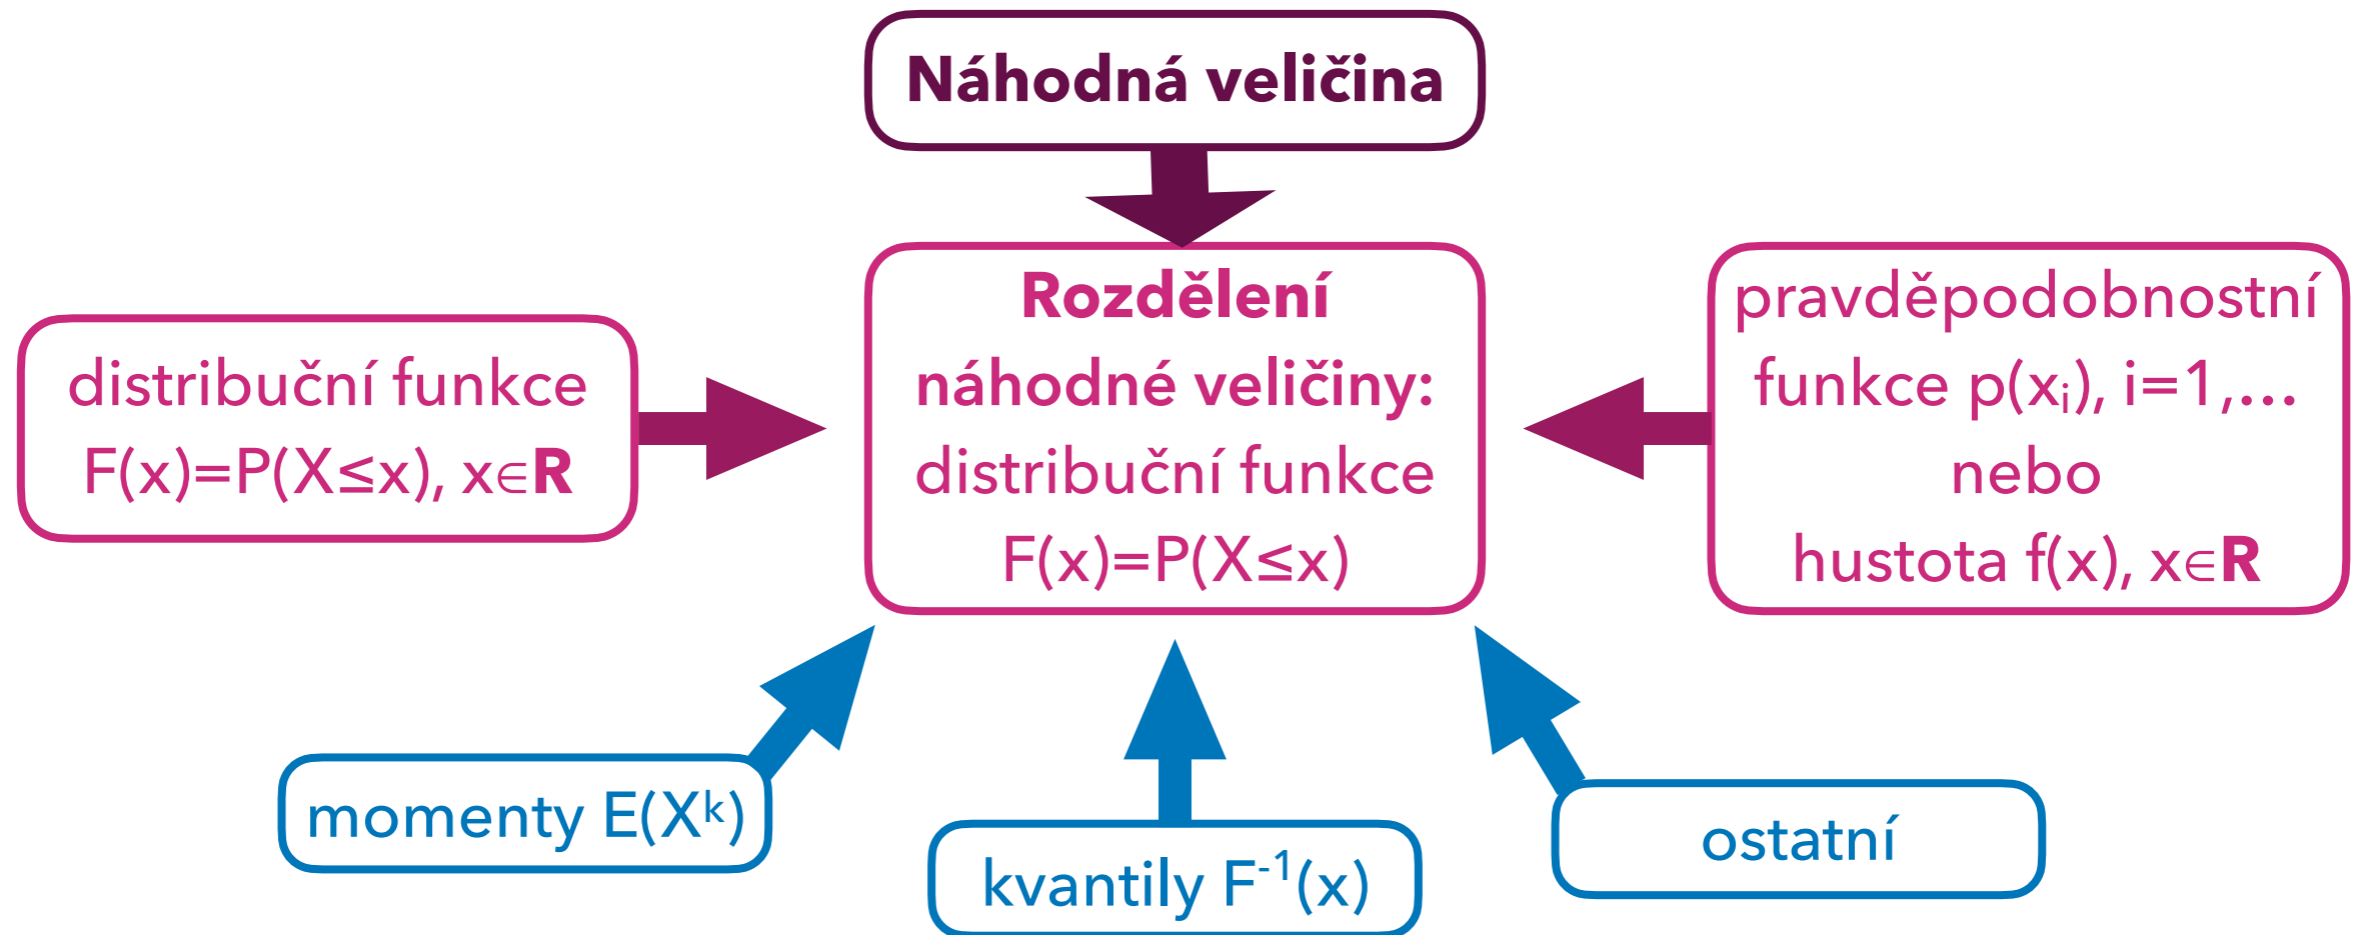 Náhodná veličina
distribuční funkce
F(x)=P(X≤x), x∈R
Rozdělení
náhodné veličiny:
distribuční funkce
F(x)=P(X≤x)
pravděpodobnostní
funkce p(xᵢ), i=1,…
nebo
hustota f(x), x∈R
momenty E(Xᵏ)
kvantily F⁻¹(x)
ostatní